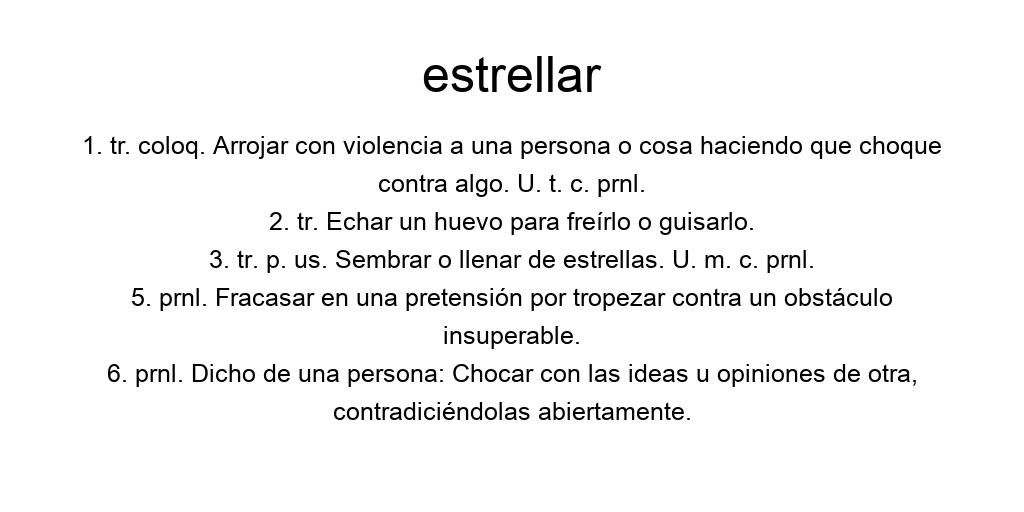 estrellar
1. tr. coloq. Arrojar con violencia a una persona o cosa haciendo que choque
contra algo. U. t. c. prnl.
2. tr. Echar un huevo para freírlo o guisarlo.
3. tr. p. us. Sembrar o llenar de estrellas. U. m. c. prnl.
5. prnl. Fracasar en una pretensión por tropezar contra un obstáculo
insuperable.
6. prnl. Dicho de una persona: Chocar con las ideas u opiniones de otra,
contradiciéndolas abiertamente.